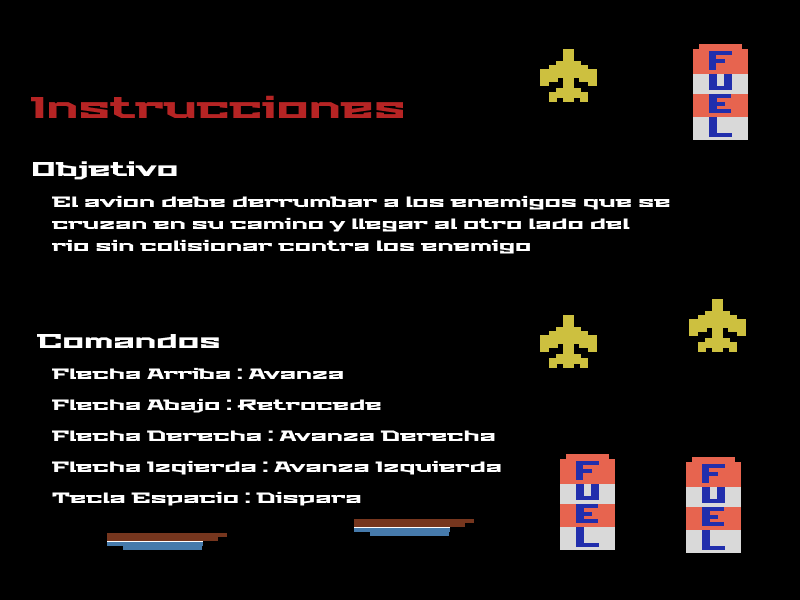 FUEL
Instrucciones
Objetivo
El avion debe derrumbar a los enemigos que se
cruzan en su camino y llegar al otro lado del
rio sin colisionar contra los enemigo
Comandos
Flecha Arriba : Avanza
Flecha Abajo : Retrocede
Flecha Derecha : Avanza Derecha
Flecha Izqierda : Avanza Izquierda
Tecla Espacio : Dispara
FUEL
FUEL